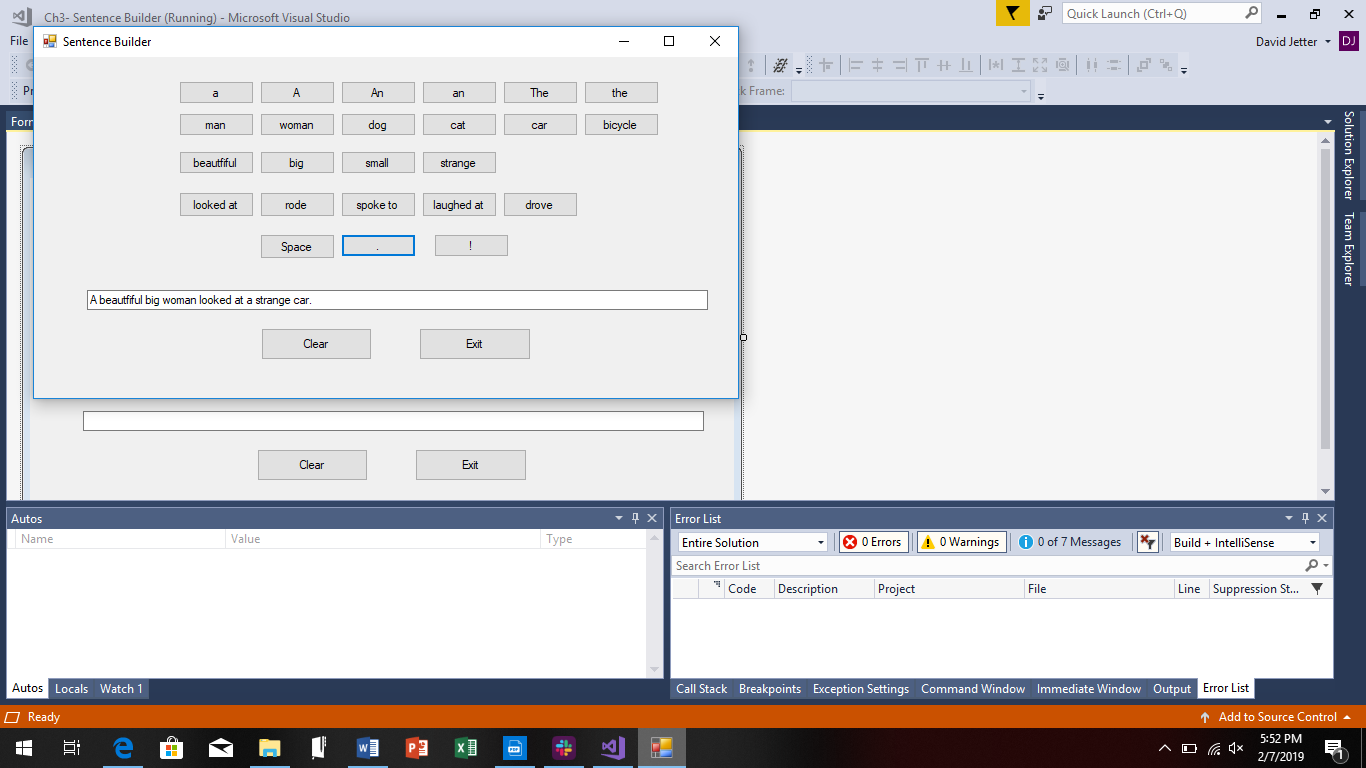 Ch3- Sentence Builder (Running) - Microsoft Visual Studio
Quick Launch (Ctrl+Q)
File
David Jetter DJ
Sentence Builder
a A An an The the
man woman dog cat car bicycle
beautfiful big small strange
looked at rode spoke to laughed at drove
Space . !
A beautfiful big woman looked at a strange car.
Clear Exit
Frame:
Solution Explorer
Team Explorer
Clear Exit
Autos
Name Value Type
Autos Locals Watch 1
Error List
Entire Solution 0 Errors 0 Warnings 0 of 7 Messages Build + IntelliSense
Search Error List
Code Description Project File Line Suppression St...
Call Stack Breakpoints Exception Settings Command Window Immediate Window Output Error List
Ready
Add to Source Control
5:52 PM
2/7/2019
1